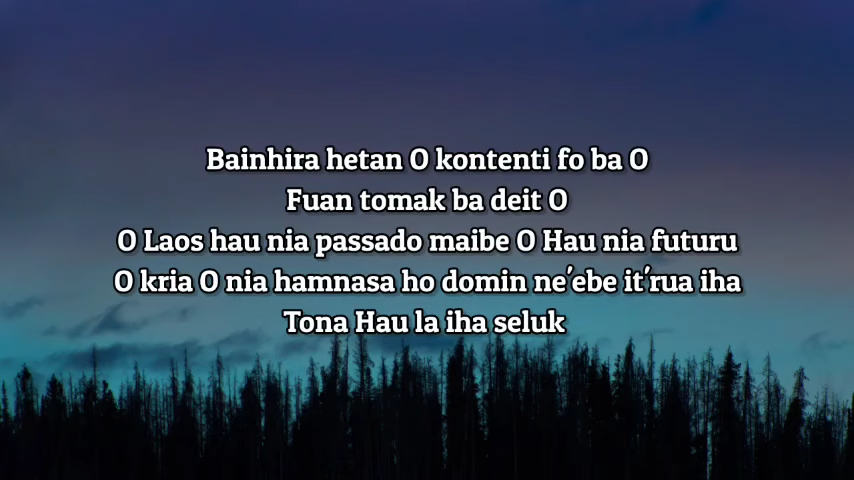 Bainhira hetan O kontenti fo ba O
Fuan tomak ba deit O
O Laos hau nia passado maibe O Hau nia futuru
O kria O nia hamnasa ho domin ne'ebe it'rua iha
Tona Hau la iha seluk